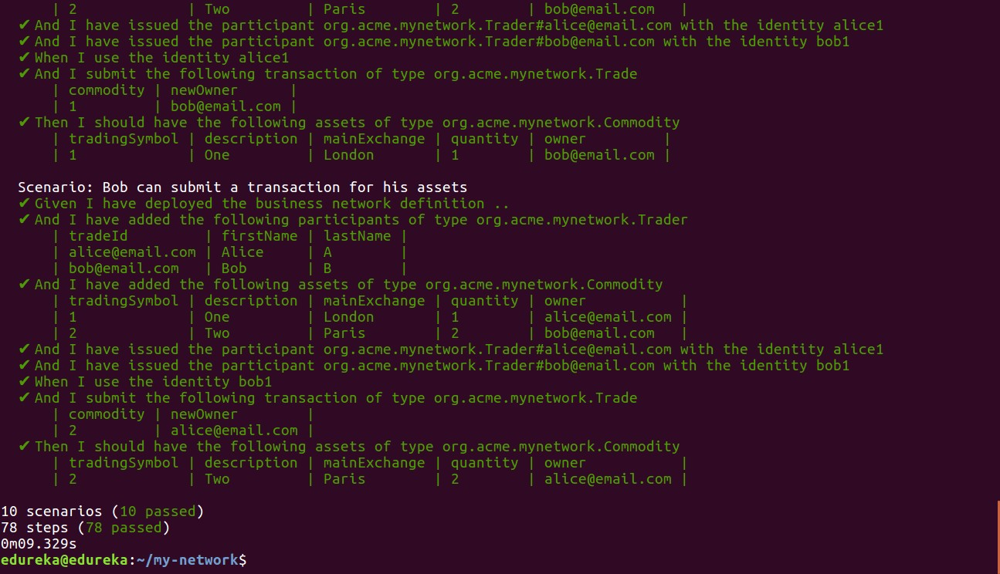 | 2             | Two         | Paris        | 2        | bob@email.com   |
✔ And I have issued the participant org.acme.mynetwork.Trader#alice@email.com with the identity alice1
✔ And I have issued the participant org.acme.mynetwork.Trader#bob@email.com with the identity bob1
✔ When I use the identity alice1
✔ And I submit the following transaction of type org.acme.mynetwork.Trade
| commodity | newOwner      |
| 1         | bob@email.com |
✔ Then I should have the following assets of type org.acme.mynetwork.Commodity
| tradingSymbol | description | mainExchange | quantity | owner         |
| 1             | One         | London       | 1        | bob@email.com |
Scenario: Bob can submit a transaction for his assets
✔ Given I have deployed the business network definition ..
✔ And I have added the following participants of type org.acme.mynetwork.Trader
| tradeId         | firstName | lastName |
| alice@email.com | Alice     | A        |
| bob@email.com   | Bob       | B        |
✔ And I have added the following assets of type org.acme.mynetwork.Commodity
| tradingSymbol | description | mainExchange | quantity | owner           |
| 1             | One         | London       | 1        | alice@email.com |
| 2             | Two         | Paris        | 2        | bob@email.com   |
✔ And I have issued the participant org.acme.mynetwork.Trader#alice@email.com with the identity alice1
✔ And I have issued the participant org.acme.mynetwork.Trader#bob@email.com with the identity bob1
✔ When I use the identity bob1
✔ And I submit the following transaction of type org.acme.mynetwork.Trade
| commodity | newOwner        |
| 2         | alice@email.com |
✔ Then I should have the following assets of type org.acme.mynetwork.Commodity
| tradingSymbol | description | mainExchange | quantity | owner           |
| 2             | Two         | Paris        | 2        | alice@email.com |
10 scenarios (10 passed)
78 steps (78 passed)
0m09.329s
edureka@edureka:~/my-network$